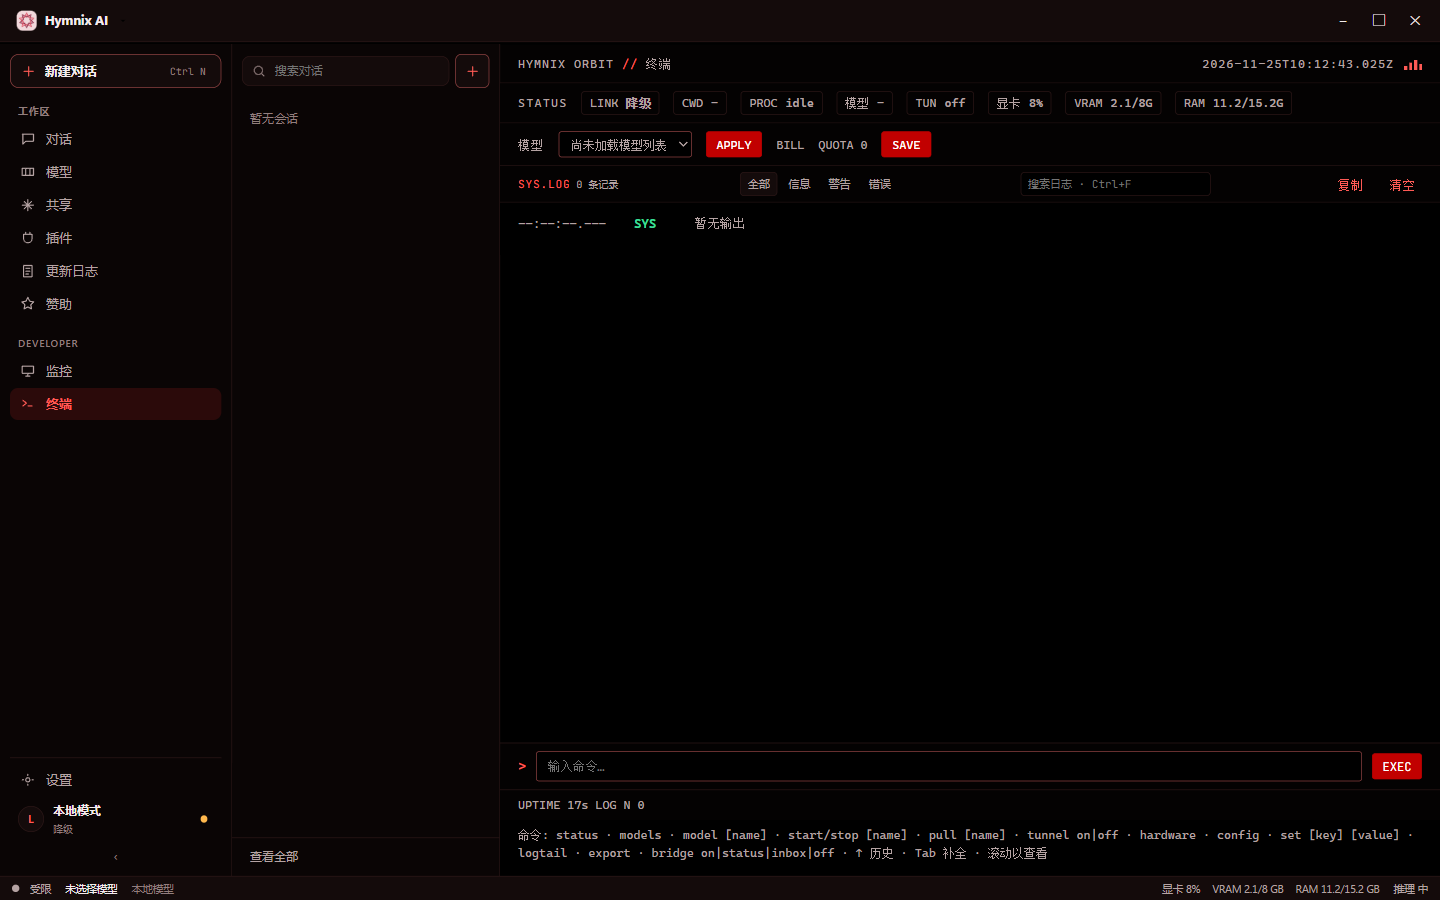 Hymnix AI
新建对话 Ctrl N
工作区
对话
模型
共享
插件
更新日志
赞助
DEVELOPER
监控
终端
设置
L 本地模式
降级
‹
搜索对话
暂无会话
查看全部
HYMNIX ORBIT // 终端 2026-11-25T10:12:43.025Z
STATUS LINK 降级 CWD — PROC idle 模型 — TUN off 显卡 8% VRAM 2.1/8G RAM 11.2/15.2G
模型 尚未加载模型列表 APPLY BILL QUOTA 0 SAVE
SYS.LOG 0 条记录 全部 信息 警告 错误 搜索日志 · Ctrl+F 复制 清空
--:--:--.--- SYS 暂无输出
> 输入命令… EXEC
UPTIME 17s LOG N 0
命令: status · models · model [name] · start/stop [name] · pull [name] · tunnel on|off · hardware · config · set [key] [value] ·
logtail · export · bridge on|status|inbox|off · ↑ 历史 · Tab 补全 · 滚动以查看
受限 未选择模型 本地模型 显卡 8% VRAM 2.1/8 GB RAM 11.2/15.2 GB 推理 中